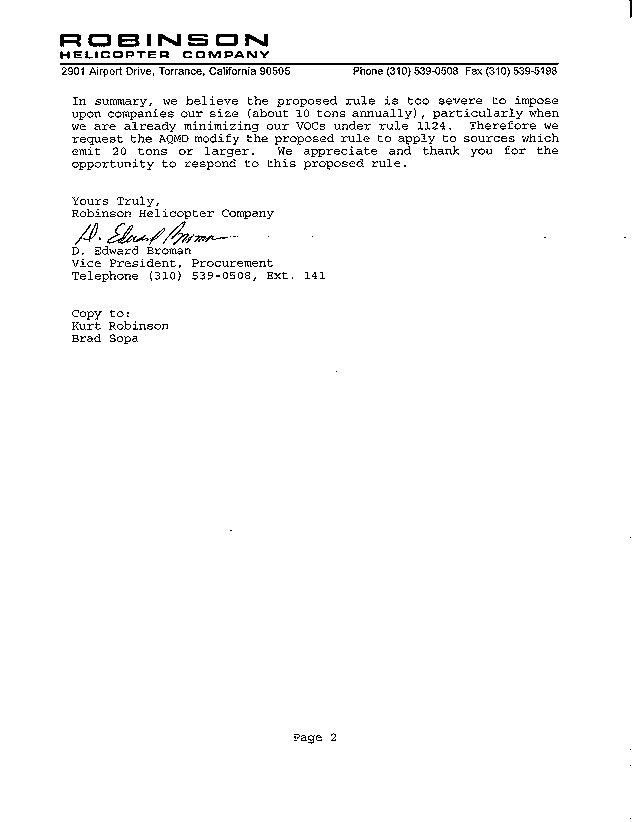 ROBINSON
HELICOPTER COMPANY
2901 Airport Drive, Torrance, California 90505 Phone (310) 539-0508 Fax (310) 539-5198
In summary, we believe the proposed rule is too severe to impose
upon companies our size (about 10 tons annually), particularly when
we are already minimizing our VOCs under rule 1124. Therefore we
request the AQMD modify the proposed rule to apply to sources which
emit 20 tons or larger. We appreciate and thank you for the
opportunity to respond to this proposed rule.
Yours Truly,
Robinson Helicopter Company
D. Edward Broman
D. Edward Broman
Vice President, Procurement
Telephone (310) 539-0508, Ext. 141
Copy to:
Kurt Robinson
Brad Sopa
Page 2